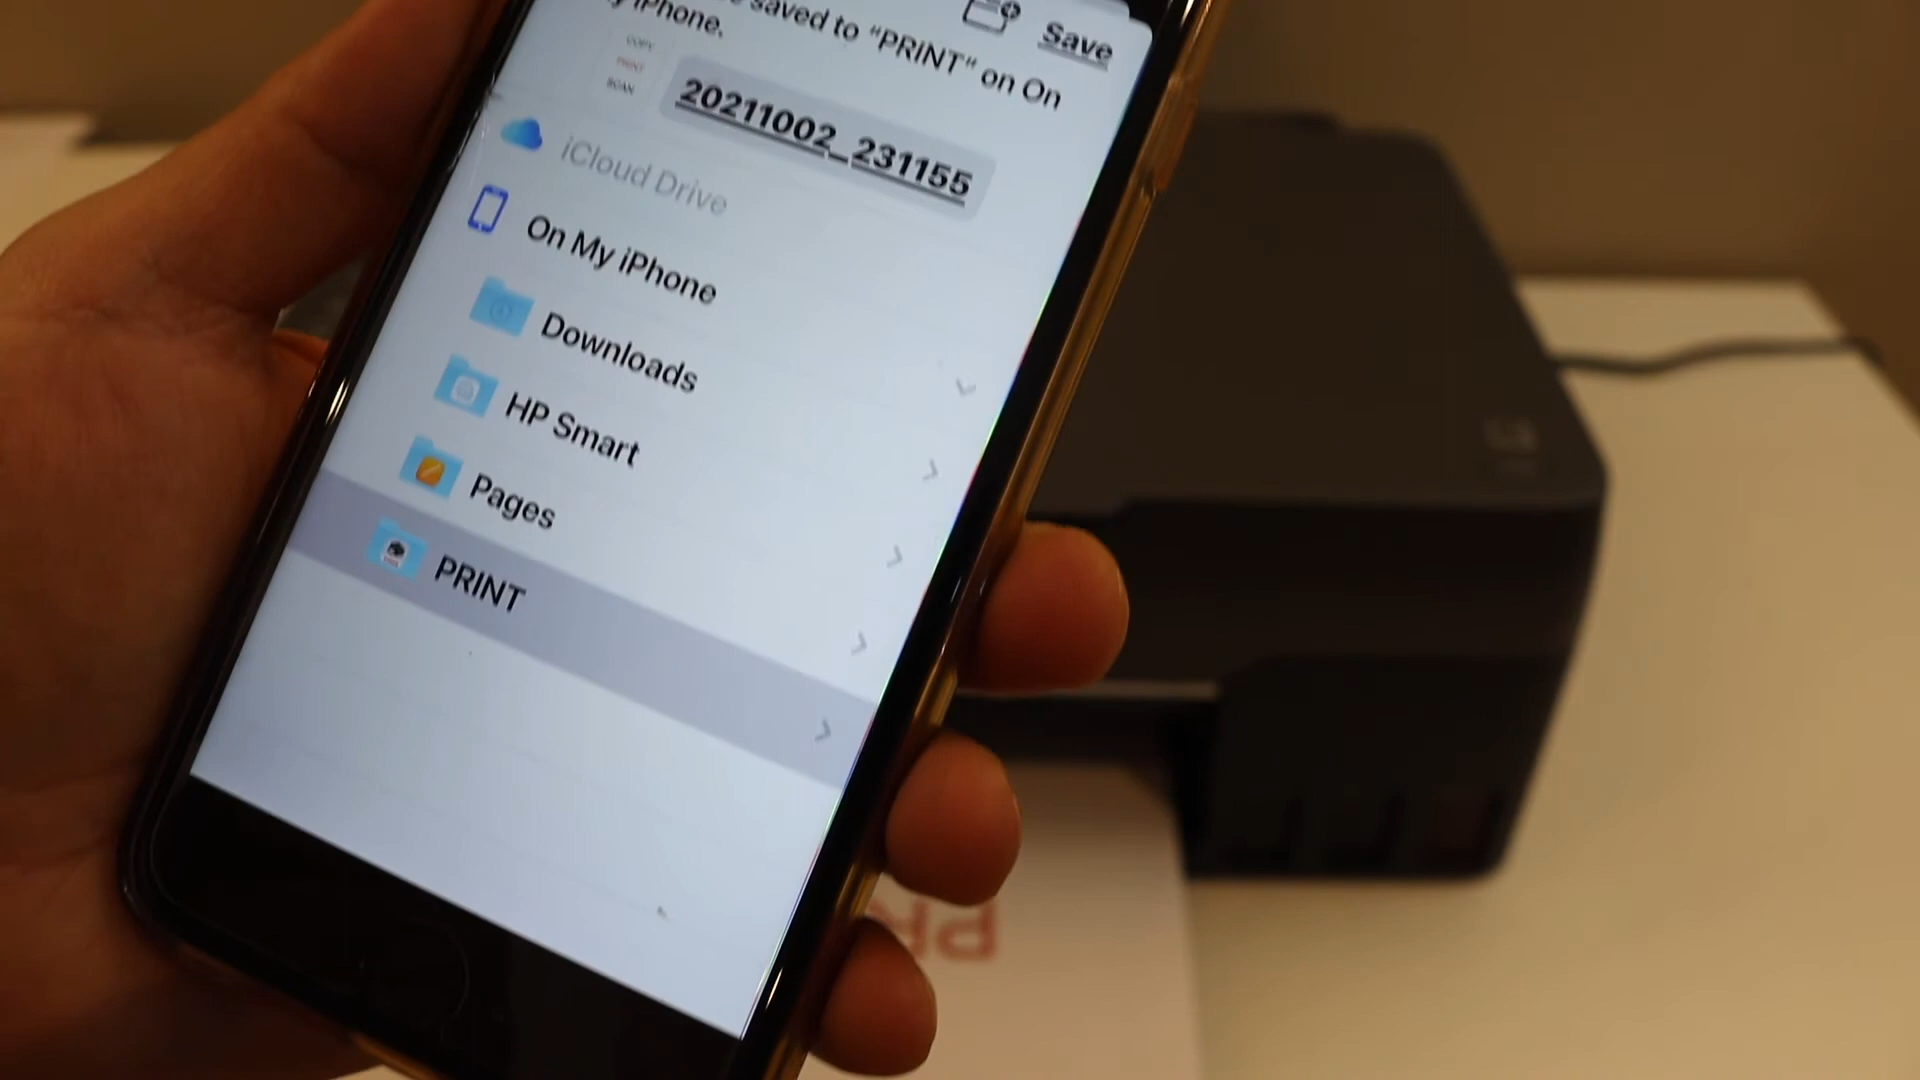 Save
saved to “PRINT” on On
My iPhone.
COPY
PRINT
SCAN
20211002_231155
iCloud Drive
On My iPhone
Downloads
HP Smart
Pages
PRINT